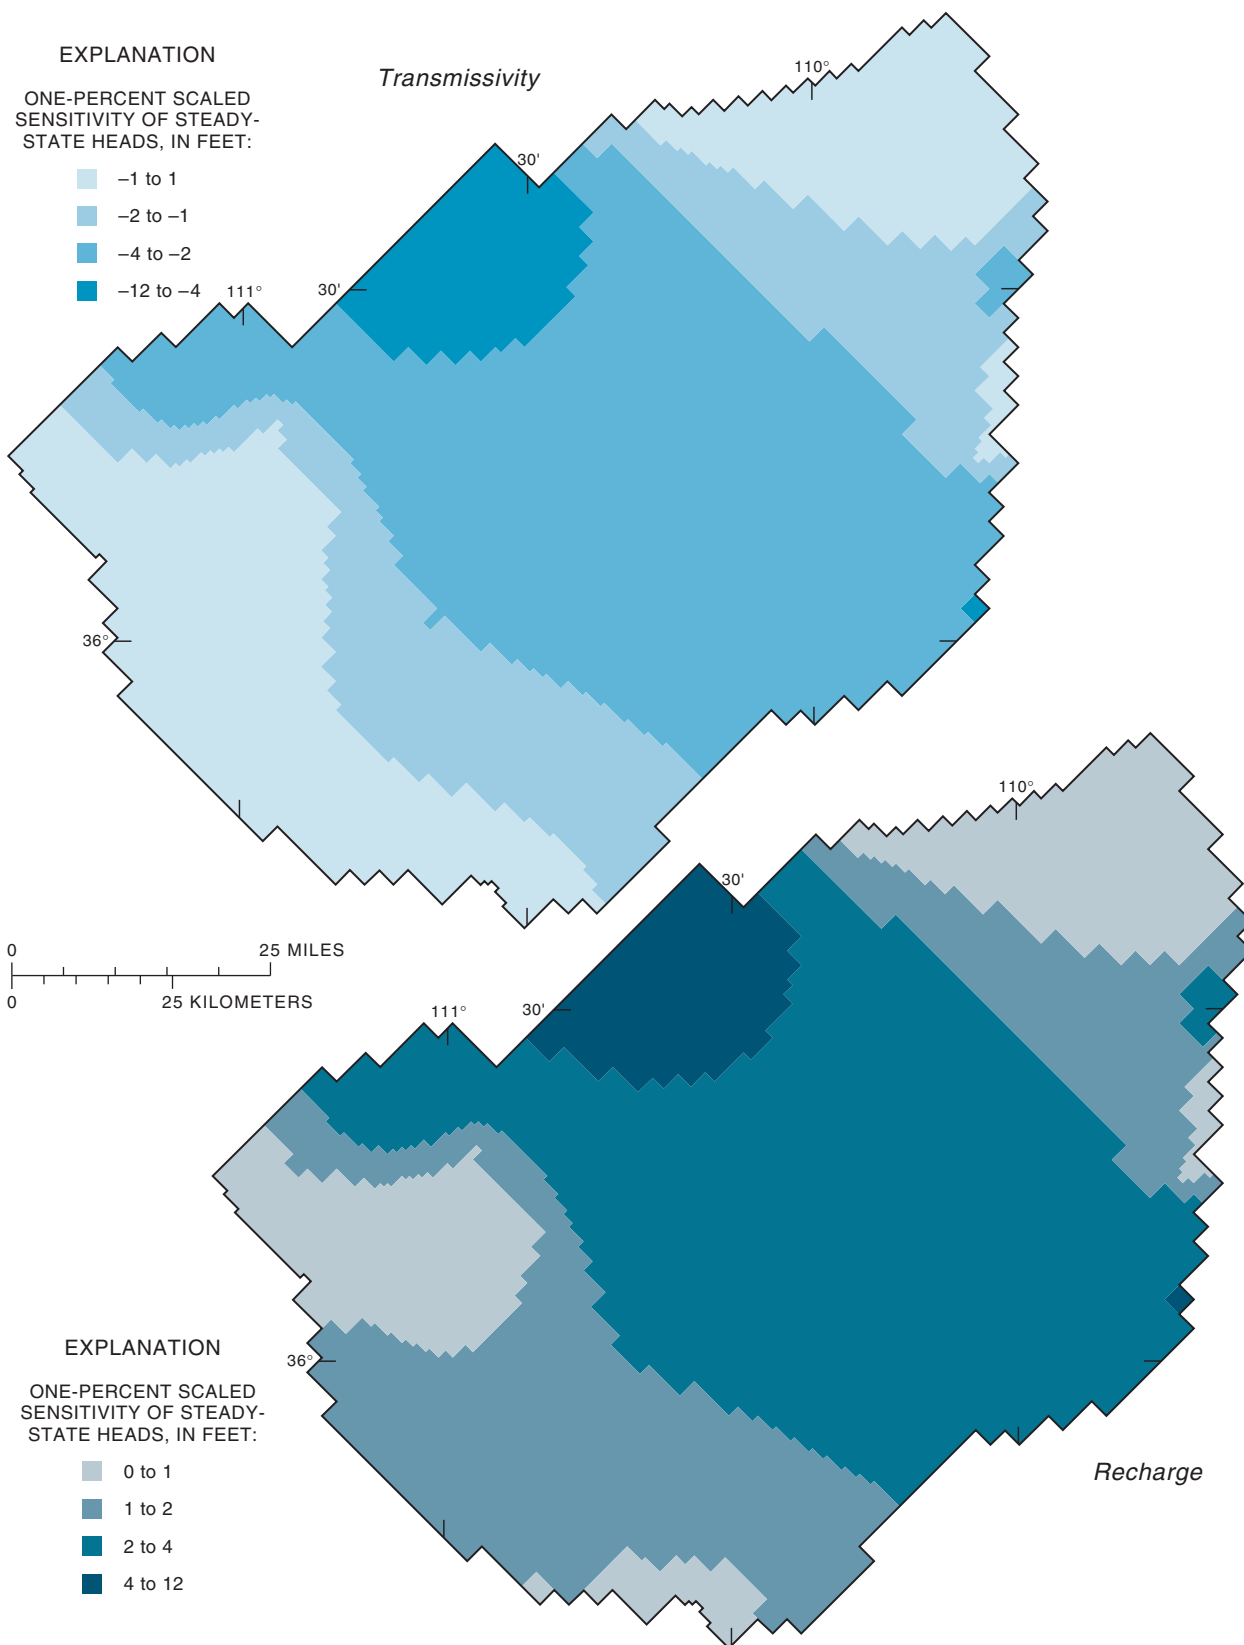 EXPLANATION
ONE-PERCENT SCALED
SENSITIVITY OF STEADY-
STATE HEADS, IN FEET:
–1 to 1
–2 to –1
–4 to –2
–12 to –4
Transmissivity
110°
30'
30'
111°
36°
0 25 MILES
0 25 KILOMETERS
110°
30'
30'
111°
36°
EXPLANATION
ONE-PERCENT SCALED
SENSITIVITY OF STEADY-
STATE HEADS, IN FEET:
0 to 1
1 to 2
2 to 4
4 to 12
Recharge